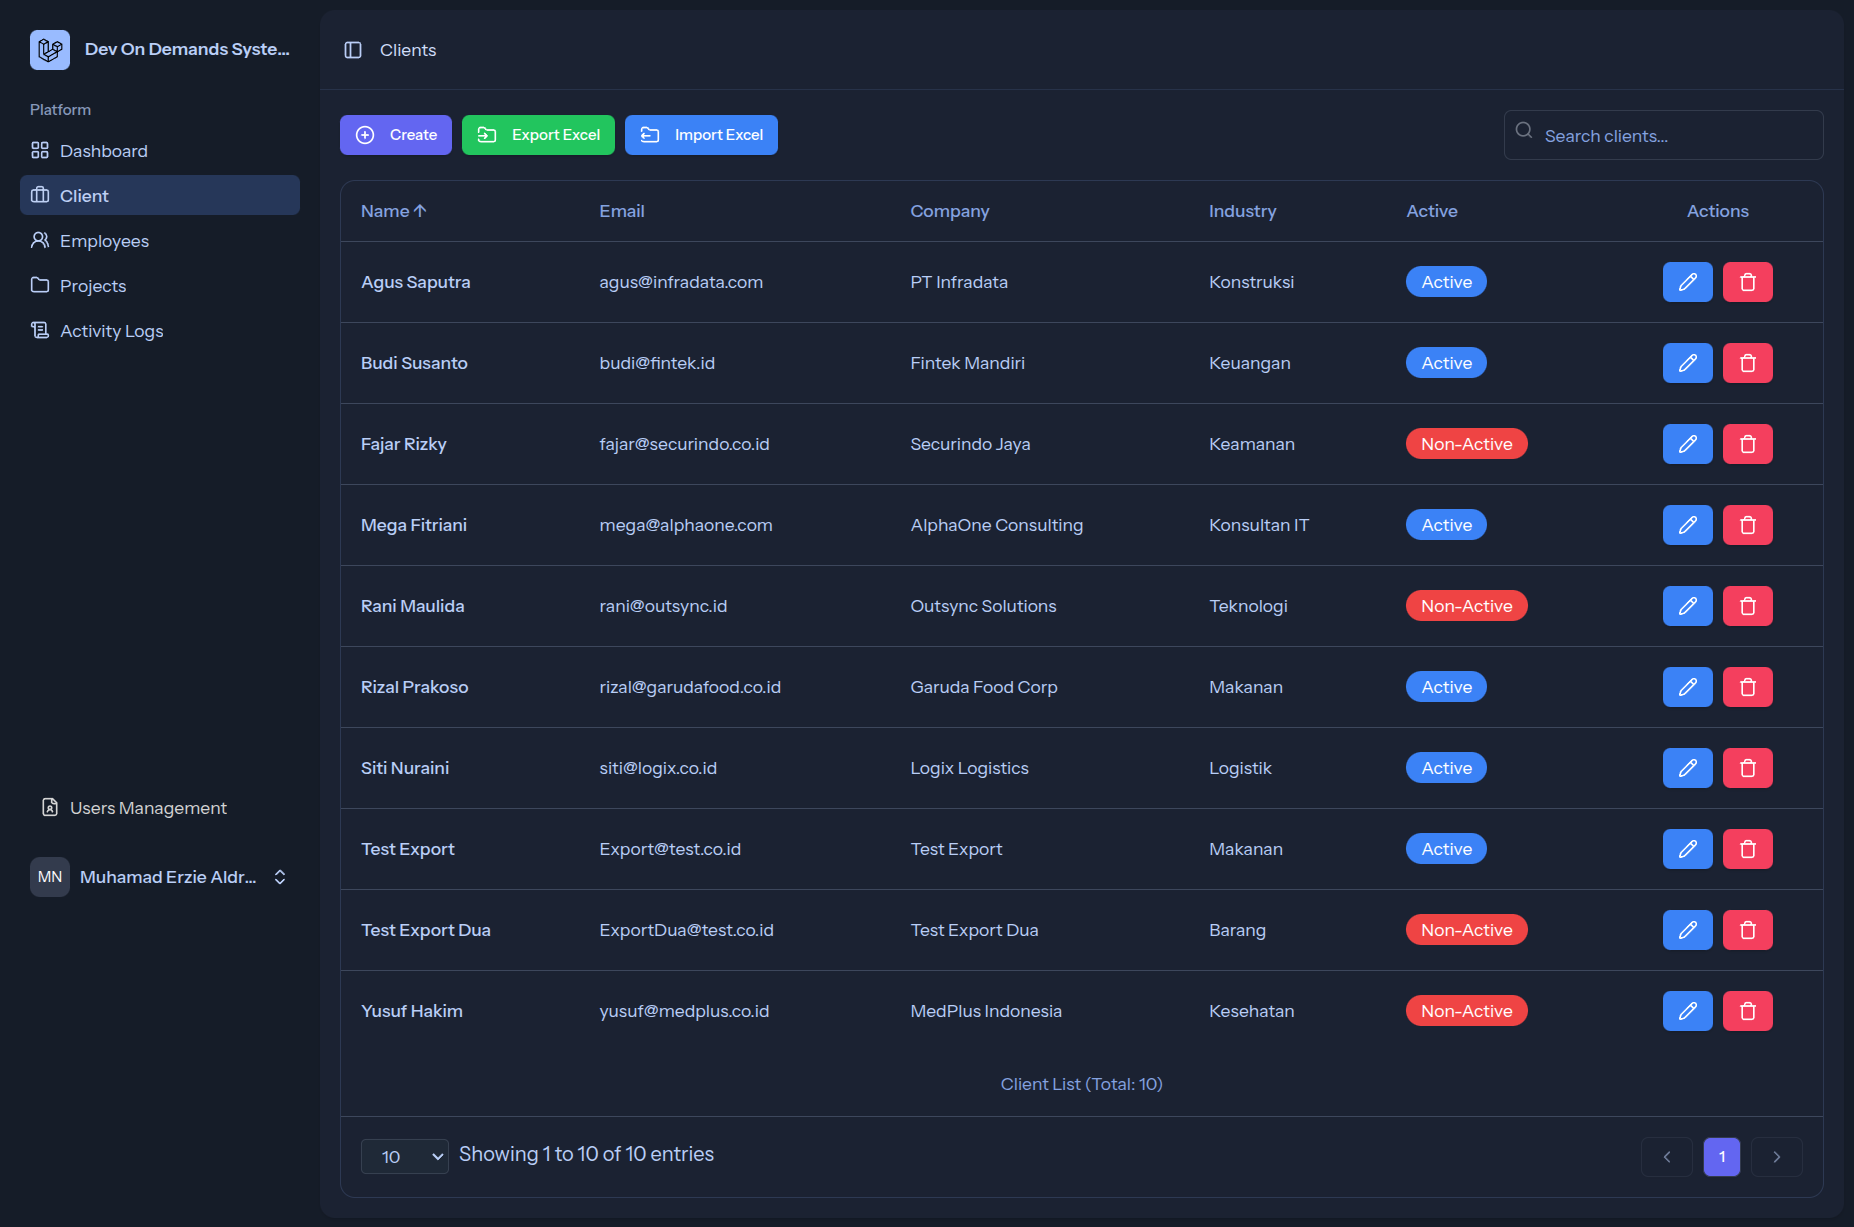 Dev On Demands Syste...
Platform
Dashboard
Client
Employees
Projects
Activity Logs
Users Management
MN Muhamad Erzie Aldr...
Clients
Create Export Excel Import Excel Search clients...
Name Email Company Industry Active Actions
Agus Saputra agus@infradata.com PT Infradata Konstruksi Active
Budi Susanto budi@fintek.id Fintek Mandiri Keuangan Active
Fajar Rizky fajar@securindo.co.id Securindo Jaya Keamanan Non-Active
Mega Fitriani mega@alphaone.com AlphaOne Consulting Konsultan IT Active
Rani Maulida rani@outsync.id Outsync Solutions Teknologi Non-Active
Rizal Prakoso rizal@garudafood.co.id Garuda Food Corp Makanan Active
Siti Nuraini siti@logix.co.id Logix Logistics Logistik Active
Test Export Export@test.co.id Test Export Makanan Active
Test Export Dua ExportDua@test.co.id Test Export Dua Barang Non-Active
Yusuf Hakim yusuf@medplus.co.id MedPlus Indonesia Kesehatan Non-Active
Client List (Total: 10)
10 Showing 1 to 10 of 10 entries 1